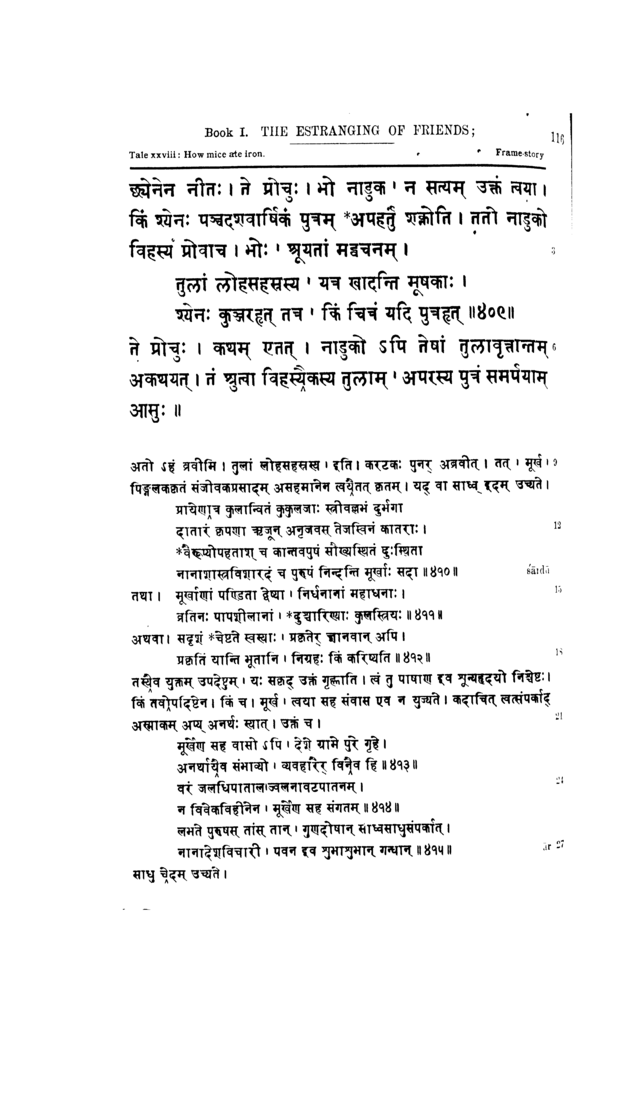 Book I. THE ESTRANGING OF FRIENDS;
116
Tale xxviii: How mice ate iron.
Frame-story
छ्येनेन नीतः । ते प्रोचुः । भो नाडुक ' न सत्यम् उक्तं त्वया ।
किं श्येनः पञ्चदशवार्षिकं पुत्रम् *अपहर्तुं शक्नोति । ततो नाडुको
विहस्य प्रोवाच । भोः ' श्रूयतां मद्वचनम् । 3
तुलां लोहसहस्रस्य ' यत्र खादन्ति मूषकाः ।
श्येनः कुञ्जरहृत् तत्र ' किं चित्रं यदि पुत्रहृत् ॥४०९॥
ते प्रोचुः । कथम् एतत् । नाडुको ऽपि तेषां तुलावृत्तान्तम् 6
अकथयत् । तं श्रुत्वा विहस्यैकस्य तुलाम् ' अपरस्य पुत्रं समर्पयाम्
आसुः ॥
अतो ऽहं ब्रवीमि । तुलां लोहसहस्रस्य ' इति । करटकः पुनर् अब्रवीत् । तत् ' मूर्ख ' 9
पिङ्गलककृतं संजीवकप्रसादम् असहमानेन त्वयैतत् कृतम् । यद् वा साध्व् इदम् उच्यते ।
प्रायेणात्र कुलान्वितं कुकुलजाः स्त्रीवल्लभं दुर्भगा
दातारं कृपणा ऋजून् अनृजवस् तेजस्विनं कातराः । 12
*वैरूप्योपहताश् च कान्तवपुषं सौख्यस्थितं दुःस्थिता
नानाशास्त्रविशारदं च पुरुषं निन्दन्ति मूर्खाः सदा ॥४१०॥ śārdū
तथा । मूर्खाणां पण्डिता द्वेष्या ' निर्धनानां महाधनाः । 15
व्रतिनः पापशीलानां ' *दुश्चारिण्याः कुलस्त्रियः ॥४११॥
अथवा । सदृशं *चेष्टते स्वस्याः ' प्रकृतेर् ज्ञानवान् अपि ।
प्रकृतिं यान्ति भूतानि ' निग्रहः किं करिष्यति ॥४१२॥ 18
तस्यैव युक्तम् उपदेष्टुम् ' यः सकृद् उक्तं गृह्णाति । त्वं तु पाषाण इव शून्यहृदयो निश्चेष्टः ।
किं तवोपदिष्टेन । किं च । मूर्ख ' त्वया सह संवास एव न युज्यते । कदाचित् त्वत्संपर्काद्
अस्माकम् अप्य् अनर्थः स्यात् । उक्तं च । 21
मूर्खेण सह वासो ऽपि ' देशे ग्रामे पुरे गृहे ।
अनर्थायैव संभाव्यो ' व्यवहारैर् विनैव हि ॥४१३॥
वरं जलधिपातालज्वलनावटपातनम् । 24
न विवेकविहीनेन ' मूर्खेण सह संगतम् ॥४१४॥
लभते पुरुषस् तांस् तान् ' गुणदोषान् साध्वसाधुसंपर्कात् ।
नानादेशविचारी ' पवन इव शुभाशुभान् गन्धान् ॥४१५॥ ār 27
साधु चेदम् उच्यते ।